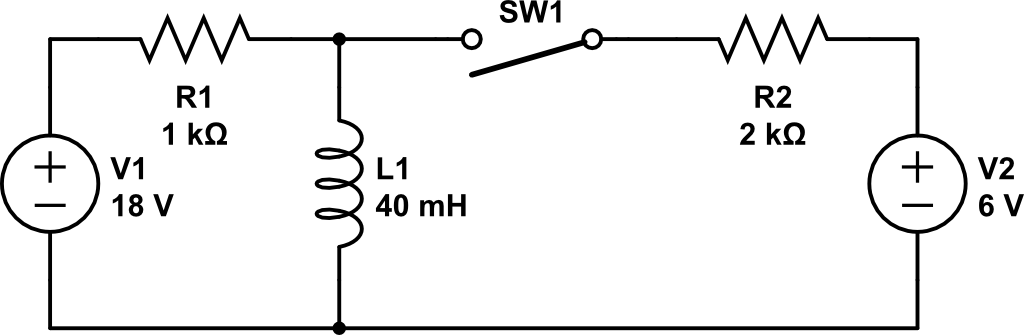 SW1
R1
1 kΩ
R2
2 kΩ
V1
18 V
L1
40 mH
V2
6 V